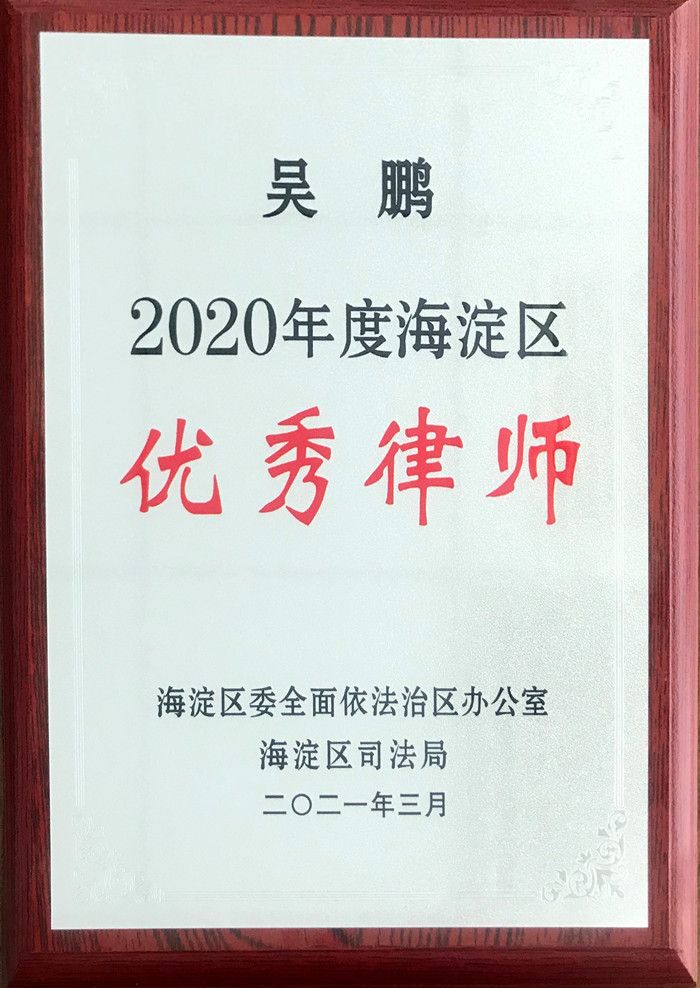 吴 鹏
2020年度海淀区
优秀律师
海淀区委全面依法治区办公室
海淀区司法局
二〇二一年三月